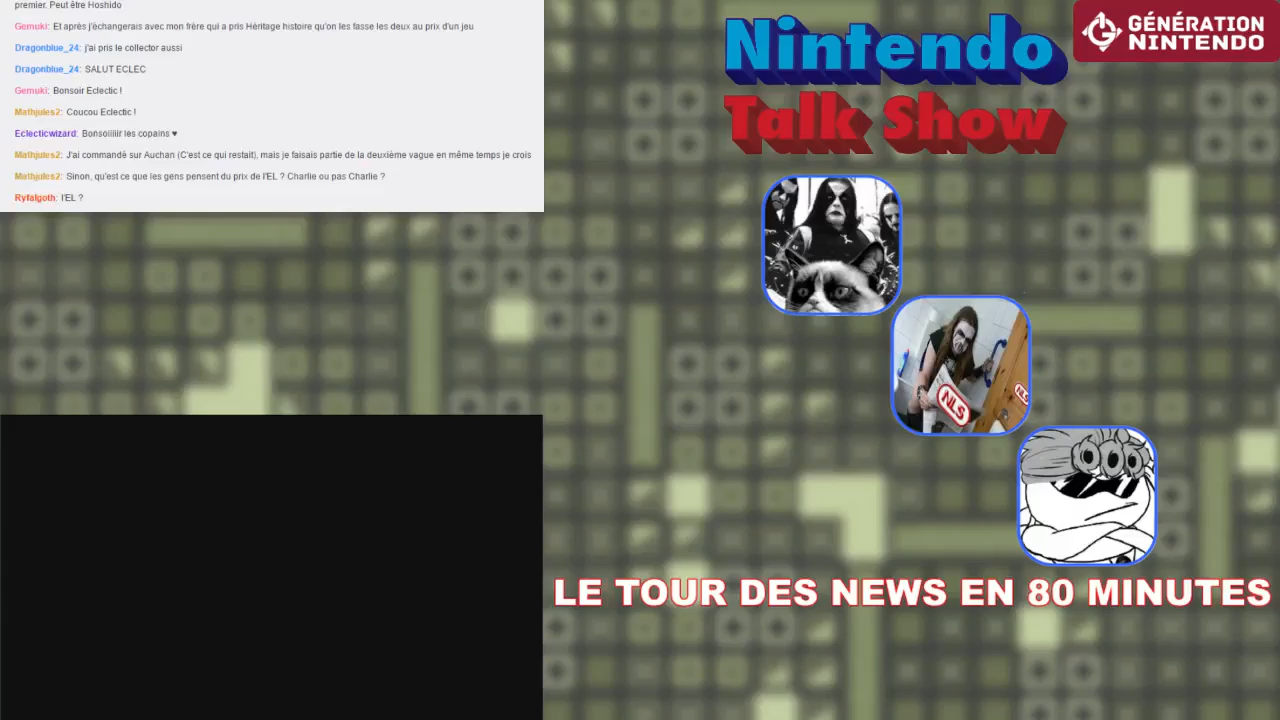 premier. Peut être Hoshido
Gemuki: Et après j'échangerais avec mon frère qui a pris Héritage histoire qu'on les fasse les deux au prix d'un jeu
Dragonblue_24: j'ai pris le collector aussi
Dragonblue_24: SALUT ECLEC
Gemuki: Bonsoir Eclectic !
Mathjules2: Coucou Eclectic !
Eclecticwizard: Bonsoiiiiir les copains ♥
Mathjules2: J'ai commandé sur Auchan (C'est ce qui restait), mais je faisais partie de la deuxième vague en même temps je crois
Mathjules2: Sinon, qu'est ce que les gens pensent du prix de l'EL ? Charlie ou pas Charlie ?
Ryfalgoth: l'EL ?
Nintendo
Talk Show
GÉNÉRATION
NINTENDO
NLS
NLS
LE TOUR DES NEWS EN 80 MINUTES